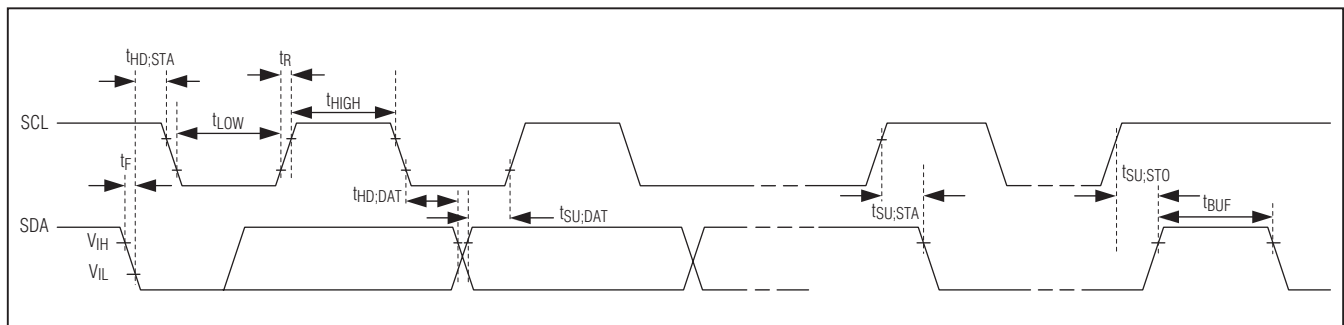 tHD;STA
tR
tHIGH
SCL
tLOW
tF
tHD;DAT
tSU;DAT
tSU;STA
tSU;STO
tBUF
SDA
VIH
VIL